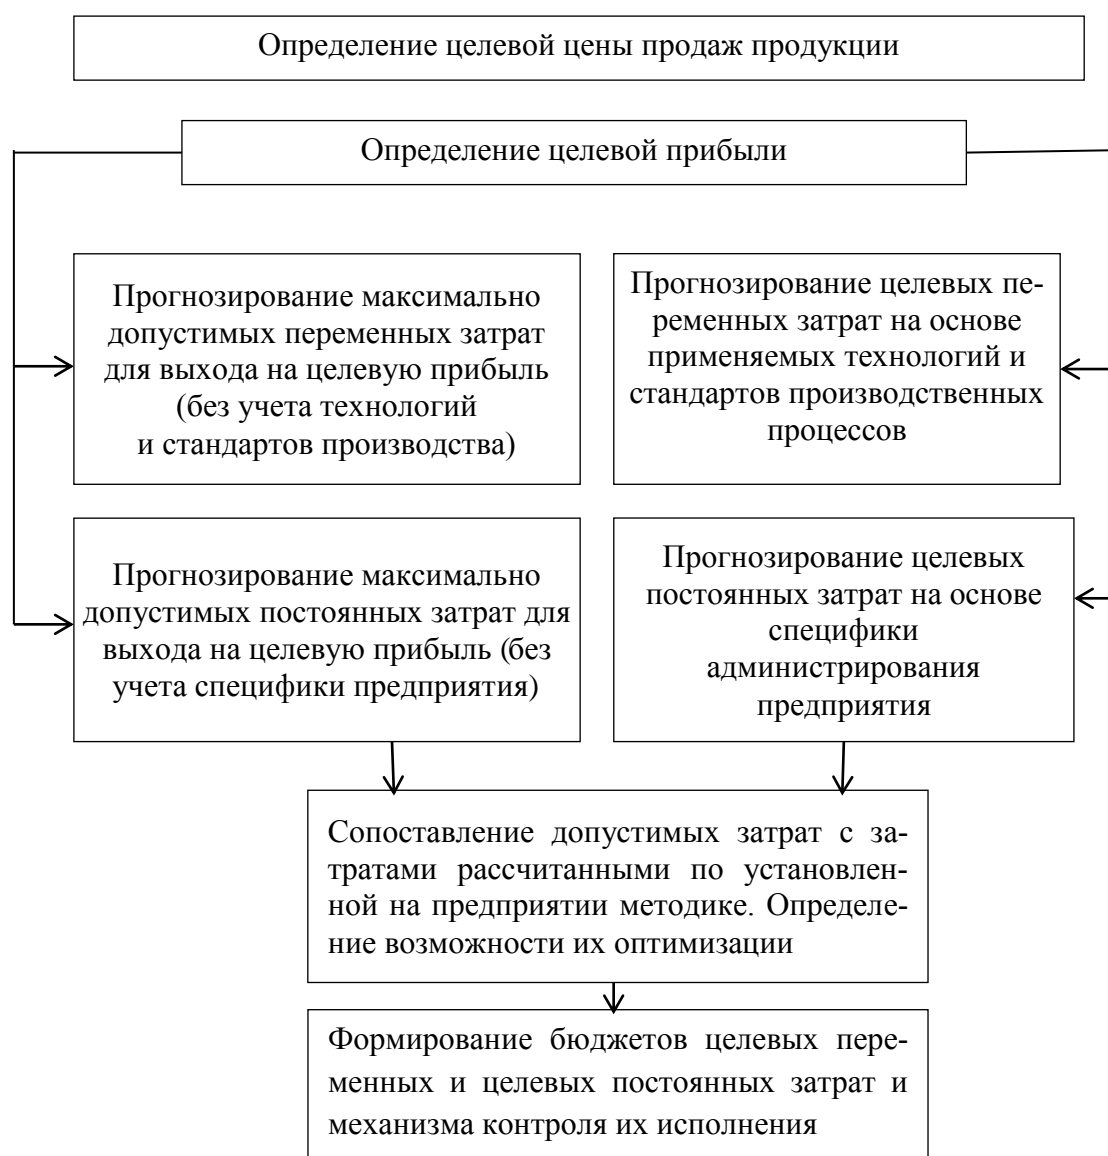 Определение целевой цены продаж продукции
Определение целевой прибыли
Прогнозирование максимально
допустимых переменных затрат
для выхода на целевую прибыль
(без учета технологий
и стандартов производства)
Прогнозирование целевых пе-
ременных затрат на основе
применяемых технологий и
стандартов производственных
процессов
Прогнозирование максимально
допустимых постоянных затрат для
выхода на целевую прибыль (без
учета специфики предприятия)
Прогнозирование целевых
постоянных затрат на основе
специфики
администрирования
предприятия
Сопоставление допустимых затрат с за-
тратами рассчитанными по установлен-
ной на предприятии методике. Определе-
ние возможности их оптимизации
Формирование бюджетов целевых пере-
менных и целевых постоянных затрат и
механизма контроля их исполнения